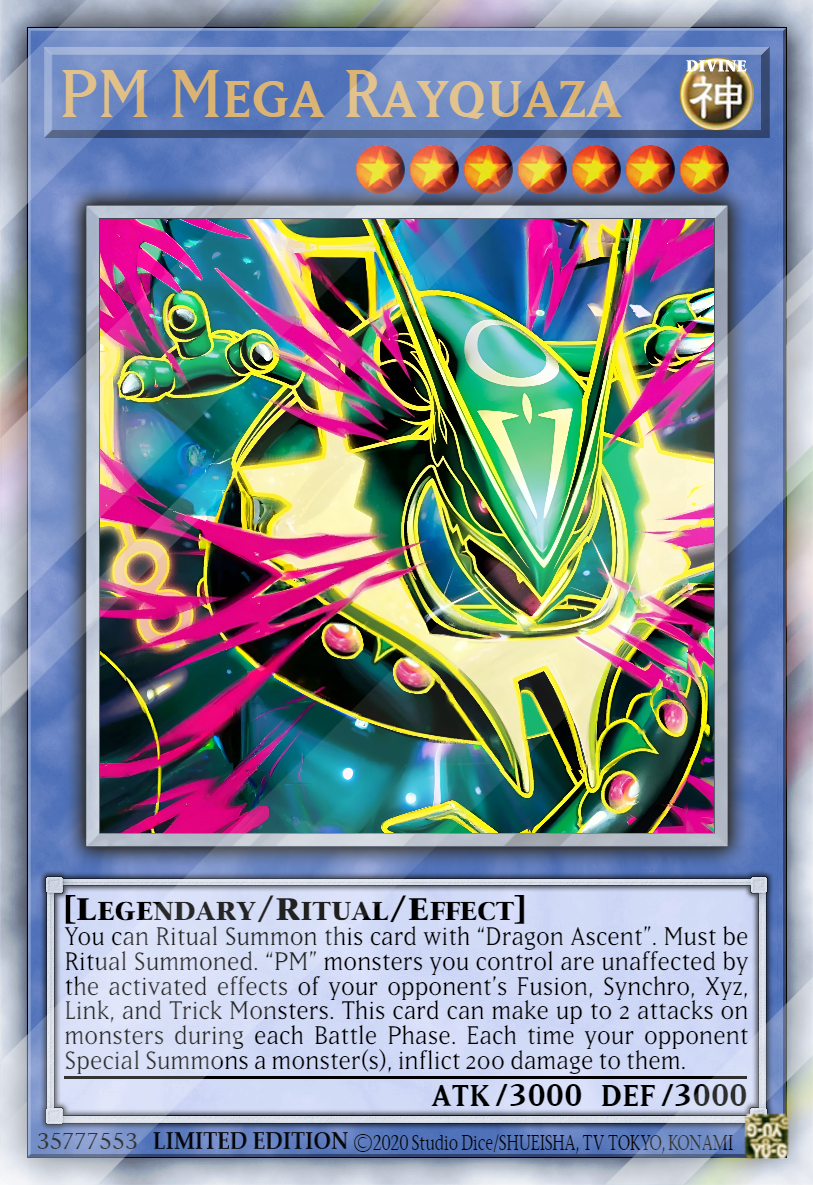 PM Mega Rayquaza
DIVINE
神
[Legendary/Ritual/Effect]
You can Ritual Summon this card with “Dragon Ascent”. Must be
Ritual Summoned. “PM” monsters you control are unaffected by
the activated effects of your opponent’s Fusion, Synchro, Xyz,
Link, and Trick Monsters. This card can make up to 2 attacks on
monsters during each Battle Phase. Each time your opponent
Special Summons a monster(s), inflict 200 damage to them.
ATK/3000 DEF/3000
35777553 LIMITED EDITION ©2020 Studio Dice/SHUEISHA, TV TOKYO, KONAMI